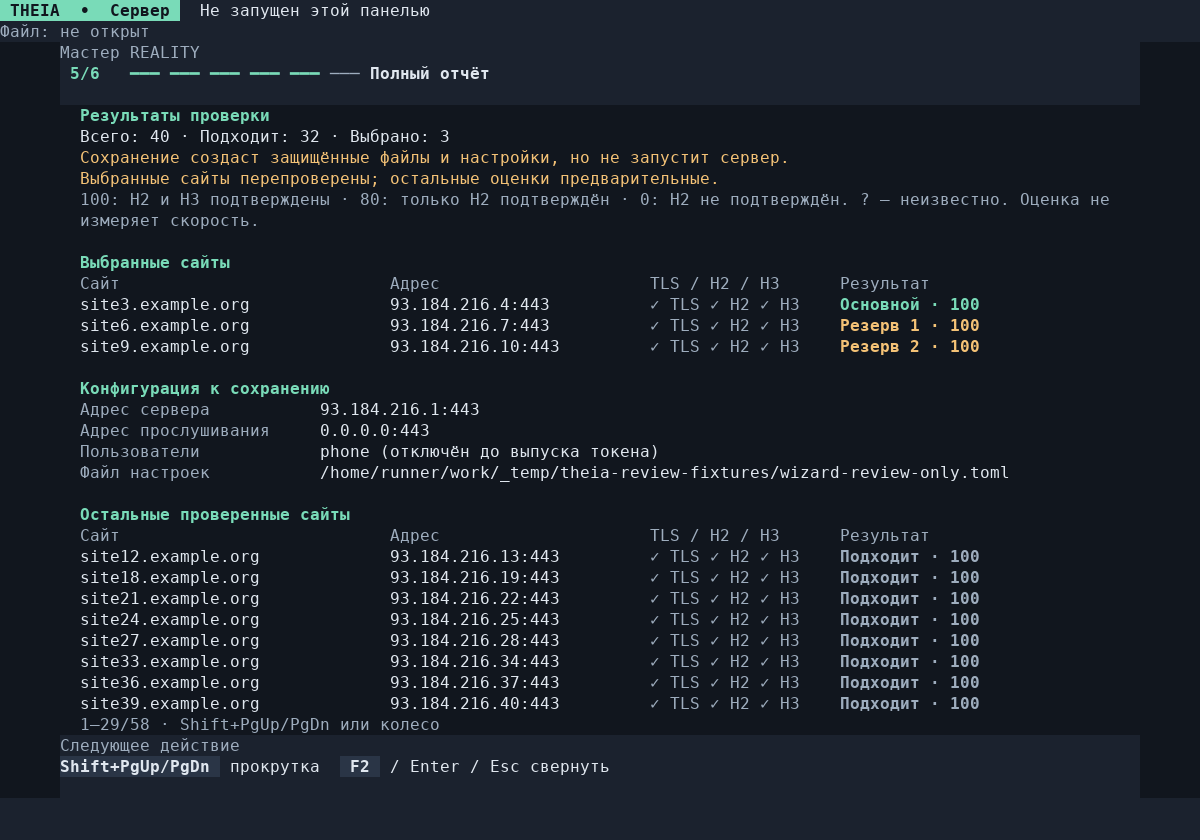 THEIA • Сервер Не запущен этой панелью
Файл: не открыт
Мастер REALITY
5/6 ━━━ ━━━ ━━━ ━━━ ━━━ ─── Полный отчёт
Результаты проверки
Всего: 40 · Подходит: 32 · Выбрано: 3
Сохранение создаст защищённые файлы и настройки, но не запустит сервер.
Выбранные сайты перепроверены; остальные оценки предварительные.
100: H2 и H3 подтверждены · 80: только H2 подтверждён · 0: H2 не подтверждён. ? — неизвестно. Оценка не
измеряет скорость.
Выбранные сайты
Сайт Адрес TLS / H2 / H3 Результат
site3.example.org 93.184.216.4:443 ✓ TLS ✓ H2 ✓ H3 Основной · 100
site6.example.org 93.184.216.7:443 ✓ TLS ✓ H2 ✓ H3 Резерв 1 · 100
site9.example.org 93.184.216.10:443 ✓ TLS ✓ H2 ✓ H3 Резерв 2 · 100
Конфигурация к сохранению
Адрес сервера 93.184.216.1:443
Адрес прослушивания 0.0.0.0:443
Пользователи phone (отключён до выпуска токена)
Файл настроек /home/runner/work/_temp/theia-review-fixtures/wizard-review-only.toml
Остальные проверенные сайты
Сайт Адрес TLS / H2 / H3 Результат
site12.example.org 93.184.216.13:443 ✓ TLS ✓ H2 ✓ H3 Подходит · 100
site18.example.org 93.184.216.19:443 ✓ TLS ✓ H2 ✓ H3 Подходит · 100
site21.example.org 93.184.216.22:443 ✓ TLS ✓ H2 ✓ H3 Подходит · 100
site24.example.org 93.184.216.25:443 ✓ TLS ✓ H2 ✓ H3 Подходит · 100
site27.example.org 93.184.216.28:443 ✓ TLS ✓ H2 ✓ H3 Подходит · 100
site33.example.org 93.184.216.34:443 ✓ TLS ✓ H2 ✓ H3 Подходит · 100
site36.example.org 93.184.216.37:443 ✓ TLS ✓ H2 ✓ H3 Подходит · 100
site39.example.org 93.184.216.40:443 ✓ TLS ✓ H2 ✓ H3 Подходит · 100
1–29/58 · Shift+PgUp/PgDn или колесо
Следующее действие
Shift+PgUp/PgDn прокрутка F2 / Enter / Esc свернуть